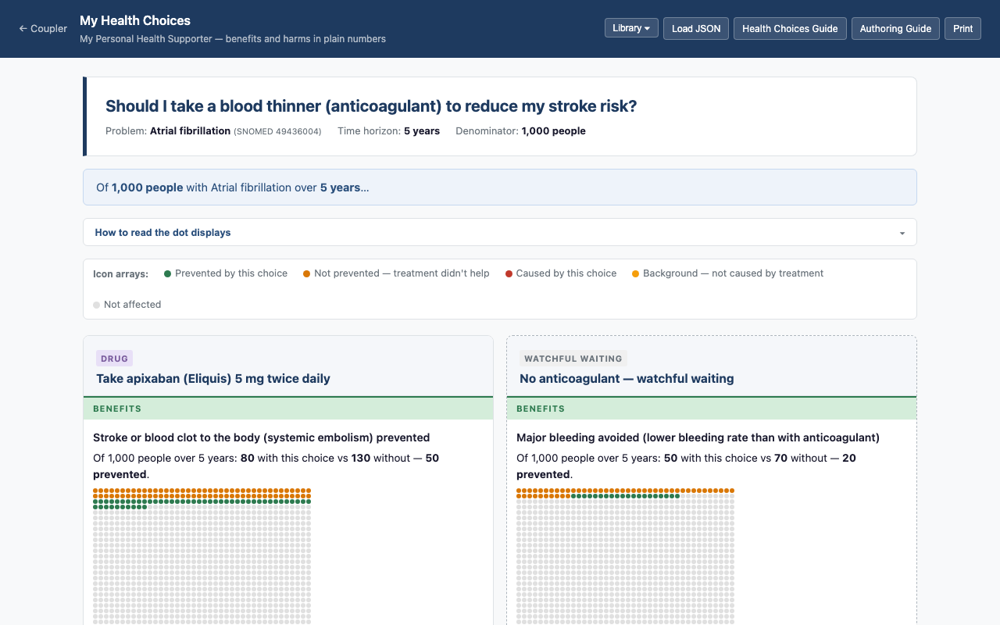 ← Coupler
My Health Choices
My Personal Health Supporter — benefits and harms in plain numbers
Library ▾
Load JSON
Health Choices Guide
Authoring Guide
Print
Should I take a blood thinner (anticoagulant) to reduce my stroke risk?
Problem: Atrial fibrillation (SNOMED 49436004) Time horizon: 5 years Denominator: 1,000 people
Of 1,000 people with Atrial fibrillation over 5 years...
How to read the dot displays
Icon arrays: Prevented by this choice Not prevented — treatment didn't help Caused by this choice Background — not caused by treatment
Not affected
DRUG
Take apixaban (Eliquis) 5 mg twice daily
BENEFITS
Stroke or blood clot to the body (systemic embolism) prevented
Of 1,000 people over 5 years: 80 with this choice vs 130 without — 50
prevented.
WATCHFUL WAITING
No anticoagulant — watchful waiting
BENEFITS
Major bleeding avoided (lower bleeding rate than with anticoagulant)
Of 1,000 people over 5 years: 50 with this choice vs 70 without — 20
prevented.